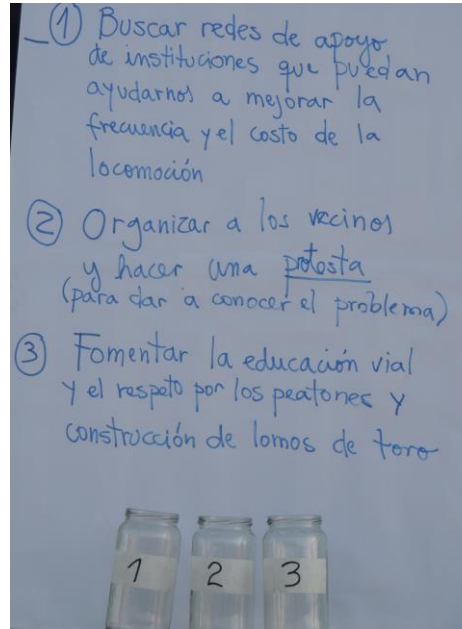 ① Buscar redes de apoyo
de instituciones que puedan
ayudarnos a mejorar la
frecuencia y el costo de la
locomoción
② Organizar a los vecinos
y hacer una protesta
(para dar a conocer el problema)
③ Fomentar la educación vial
y el respeto por los peatones y
construcción de lomos de toro
1 2 3